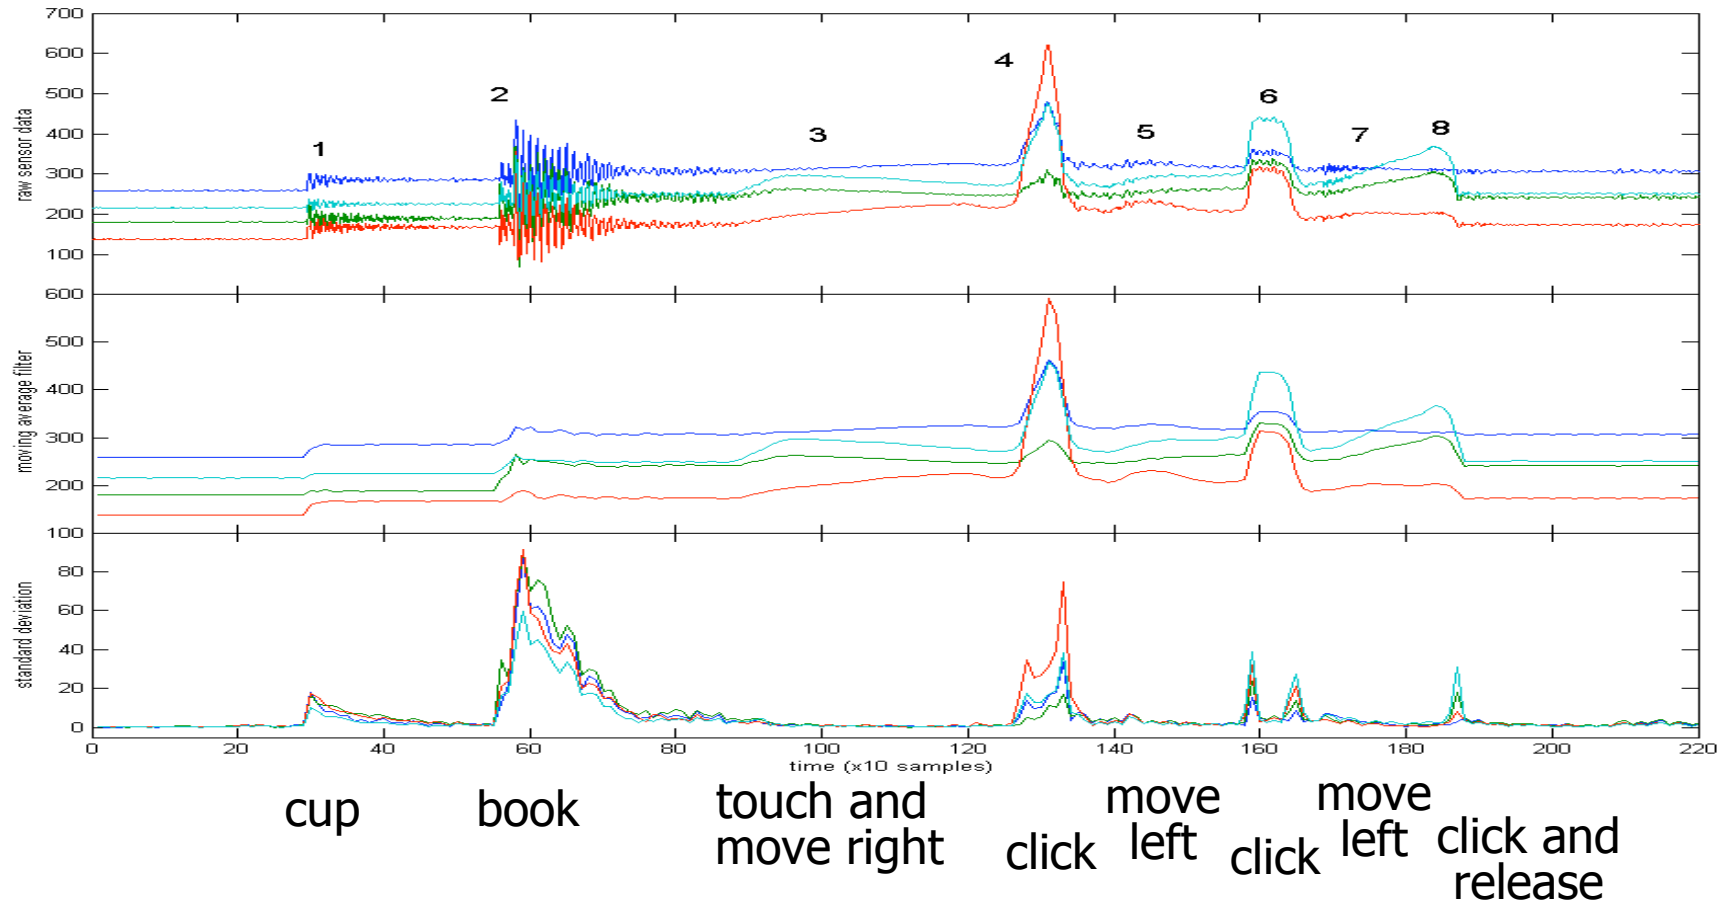 700
600
500
400
300
200
100
raw sensor data
1
2
3
4
5
6
7
8
600
500
400
300
200
100
moving average filter
80
60
40
20
0
standard deviation
0 20 40 60 80 100 120 140 160 180 200 220
time (x10 samples)
cup
book
touch and
move right
click
move
left
click
move
left
click and
release